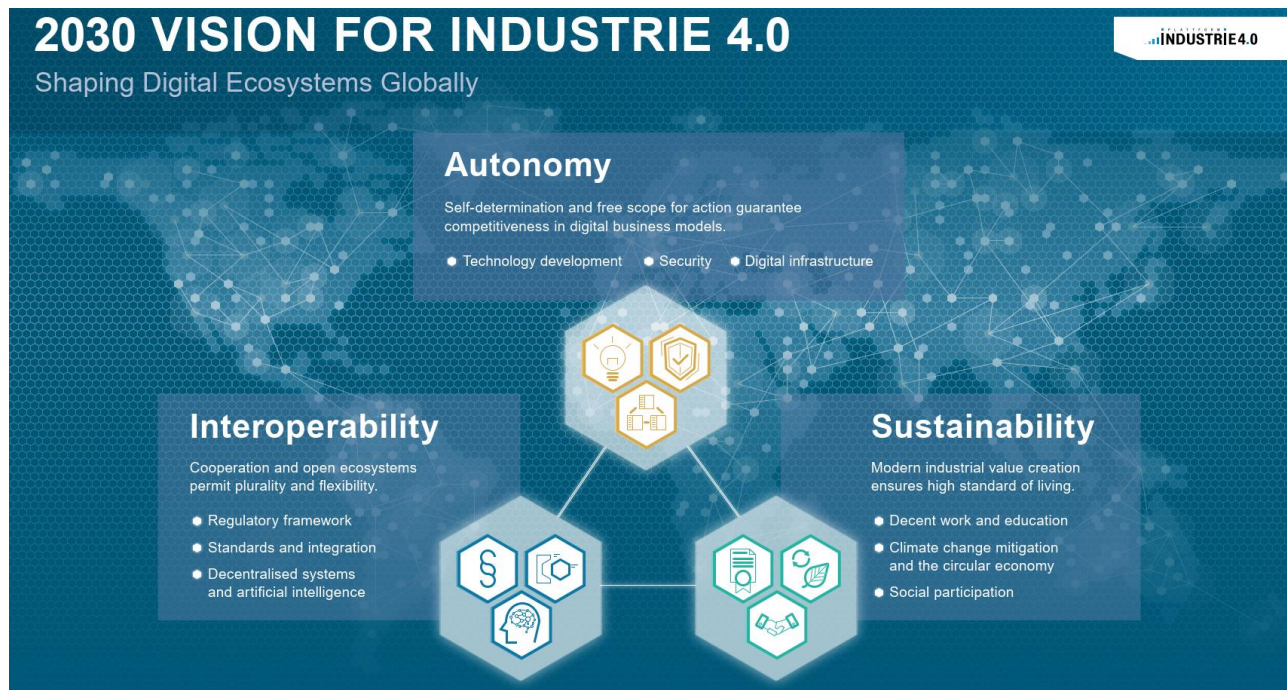 2030 VISION FOR INDUSTRIE 4.0
Shaping Digital Ecosystems Globally
PLATTFORM
INDUSTRIE4.0
Autonomy
Self-determination and free scope for action guarantee
competitiveness in digital business models.
Technology development Security Digital infrastructure
Interoperability
Cooperation and open ecosystems
permit plurality and flexibility.
Regulatory framework
Standards and integration
Decentralised systems
and artificial intelligence
§
Sustainability
Modern industrial value creation
ensures high standard of living.
Decent work and education
Climate change mitigation
and the circular economy
Social participation